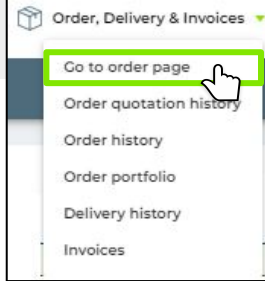 Order, Delivery & Invoices
Go to order page
Order quotation history
Order history
Order portfolio
Delivery history
Invoices